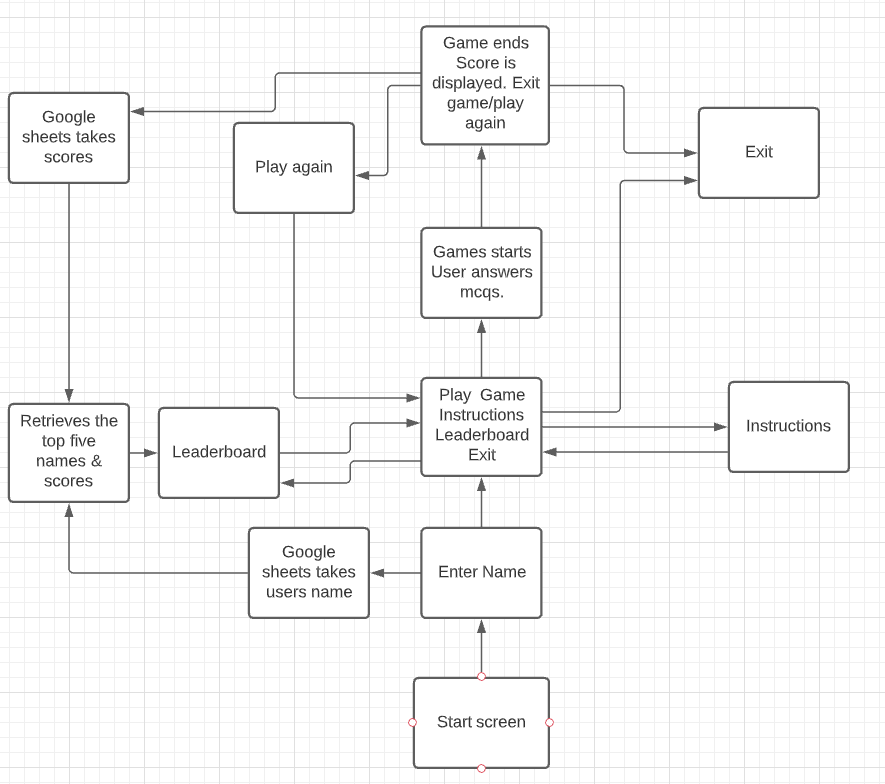 Game ends
Score is
displayed. Exit
game/play
again
Google
sheets takes
scores
Play again
Exit
Games starts
User answers
mcqs.
Play Game
Instructions
Leaderboard
Exit
Instructions
Retrieves the
top five
names &
scores
Leaderboard
Google
sheets takes
users name
Enter Name
Start screen